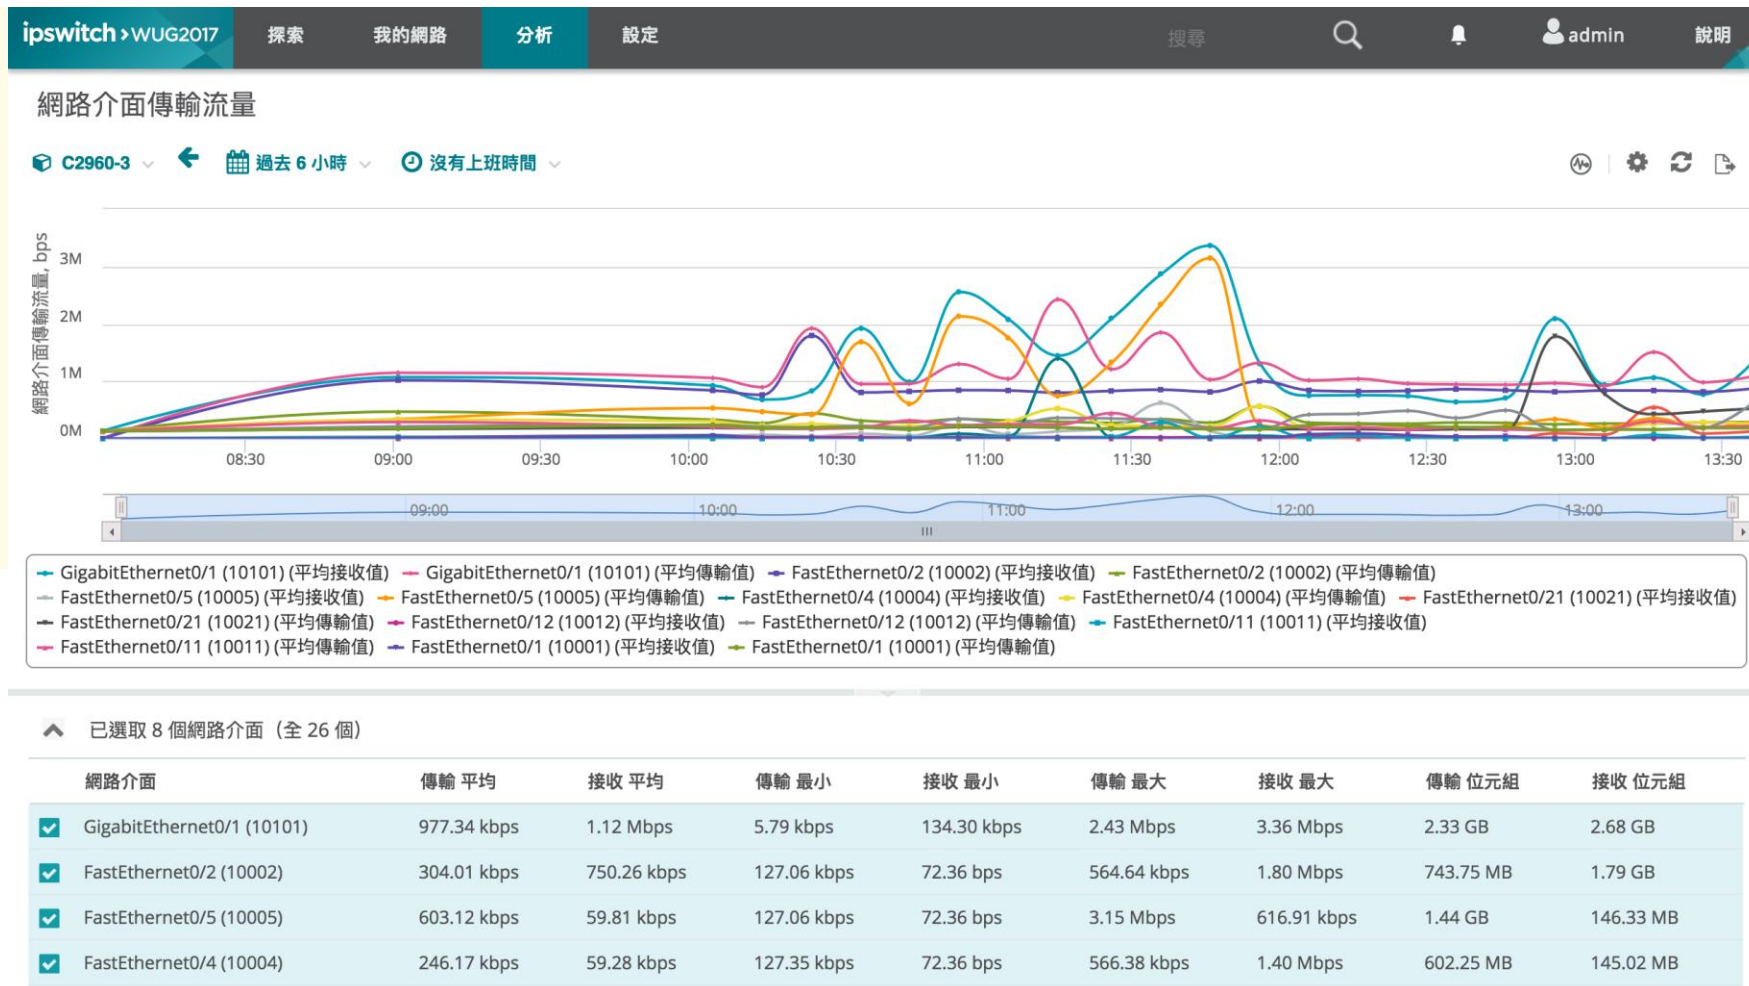 ipswitch WUG2017 探索 我的網路 分析 設定 搜尋 admin 說明
網路介面傳輸流量
C2960-3 過去 6 小時 沒有上班時間
網路介面傳輸流量, bps
3M
2M
1M
0M
08:30 09:00 09:30 10:00 10:30 11:00 11:30 12:00 12:30 13:00 13:30
09:00 10:00 11:00 12:00 13:00
GigabitEthernet0/1 (10101) (平均接收值) GigabitEthernet0/1 (10101) (平均傳輸值) FastEthernet0/2 (10002) (平均接收值) FastEthernet0/2 (10002) (平均傳輸值)
FastEthernet0/5 (10005) (平均接收值) FastEthernet0/5 (10005) (平均傳輸值) FastEthernet0/4 (10004) (平均接收值) FastEthernet0/4 (10004) (平均傳輸值) FastEthernet0/21 (10021) (平均接收值)
FastEthernet0/21 (10021) (平均傳輸值) FastEthernet0/12 (10012) (平均接收值) FastEthernet0/12 (10012) (平均傳輸值) FastEthernet0/11 (10011) (平均接收值)
FastEthernet0/11 (10011) (平均傳輸值) FastEthernet0/1 (10001) (平均接收值) FastEthernet0/1 (10001) (平均傳輸值)
已選取 8 個網路介面（全 26 個）
網路介面 傳輸 平均 接收 平均 傳輸 最小 接收 最小 傳輸 最大 接收 最大 傳輸 位元組 接收 位元組
GigabitEthernet0/1 (10101) 977.34 kbps 1.12 Mbps 5.79 kbps 134.30 kbps 2.43 Mbps 3.36 Mbps 2.33 GB 2.68 GB
FastEthernet0/2 (10002) 304.01 kbps 750.26 kbps 127.06 kbps 72.36 bps 564.64 kbps 1.80 Mbps 743.75 MB 1.79 GB
FastEthernet0/5 (10005) 603.12 kbps 59.81 kbps 127.06 kbps 72.36 bps 3.15 Mbps 616.91 kbps 1.44 GB 146.33 MB
FastEthernet0/4 (10004) 246.17 kbps 59.28 kbps 127.35 kbps 72.36 bps 566.38 kbps 1.40 Mbps 602.25 MB 145.02 MB